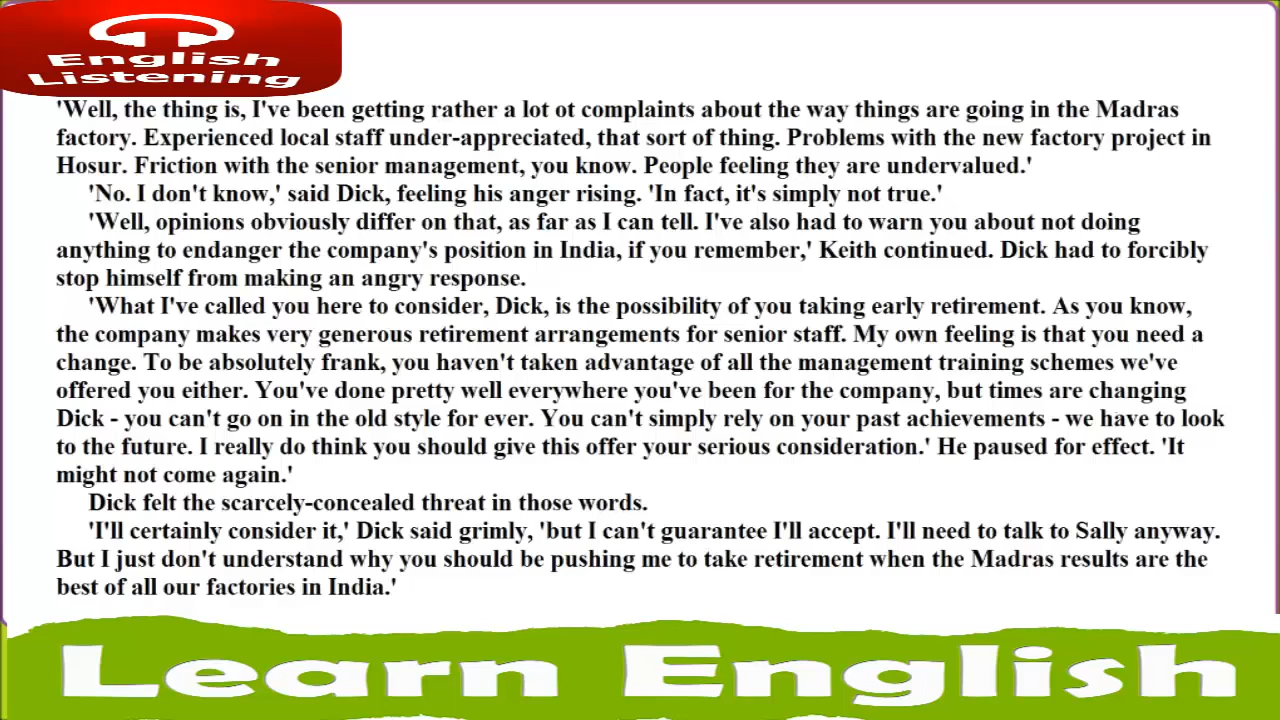 English
Listening
'Well, the thing is, I've been getting rather a lot ot complaints about the way things are going in the Madras
factory. Experienced local staff under-appreciated, that sort of thing. Problems with the new factory project in
Hosur. Friction with the senior management, you know. People feeling they are undervalued.'
'No. I don't know,' said Dick, feeling his anger rising. 'In fact, it's simply not true.'
'Well, opinions obviously differ on that, as far as I can tell. I've also had to warn you about not doing
anything to endanger the company's position in India, if you remember,' Keith continued. Dick had to forcibly
stop himself from making an angry response.
'What I've called you here to consider, Dick, is the possibility of you taking early retirement. As you know,
the company makes very generous retirement arrangements for senior staff. My own feeling is that you need a
change. To be absolutely frank, you haven't taken advantage of all the management training schemes we've
offered you either. You've done pretty well everywhere you've been for the company, but times are changing
Dick - you can't go on in the old style for ever. You can't simply rely on your past achievements - we have to look
to the future. I really do think you should give this offer your serious consideration.' He paused for effect. 'It
might not come again.'
Dick felt the scarcely-concealed threat in those words.
'I'll certainly consider it,' Dick said grimly, 'but I can't guarantee I'll accept. I'll need to talk to Sally anyway.
But I just don't understand why you should be pushing me to take retirement when the Madras results are the
best of all our factories in India.'
Learn English